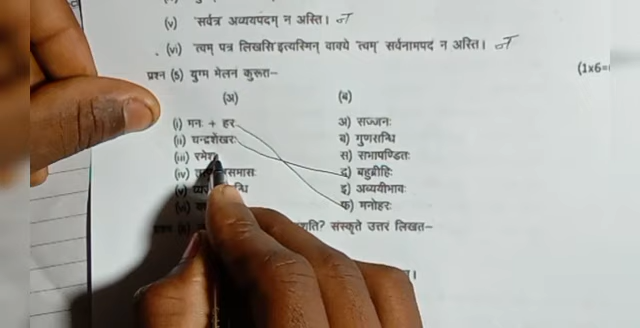 (v) सर्वत्र अव्ययपदम् न अस्ति। न
(vi) त्वम् पत्र लिखसि इत्यस्मिन् वाक्ये त्वम् सर्वनामपद न अस्ति। न
प्रश्न (5) युग्म मेलनं कुरूत– (1x6=
(अ) (ब)
(i) मनः + हरः अ) सज्जनः
(ii) चन्द्रशेखरः ब) गुणसन्धि
(iii) स) सभापण्डितः
(iv) द) बहुब्रीहिः
इ) अव्ययीभावः
फ) मनोहरः
संस्कृते उत्तरं लिखत–